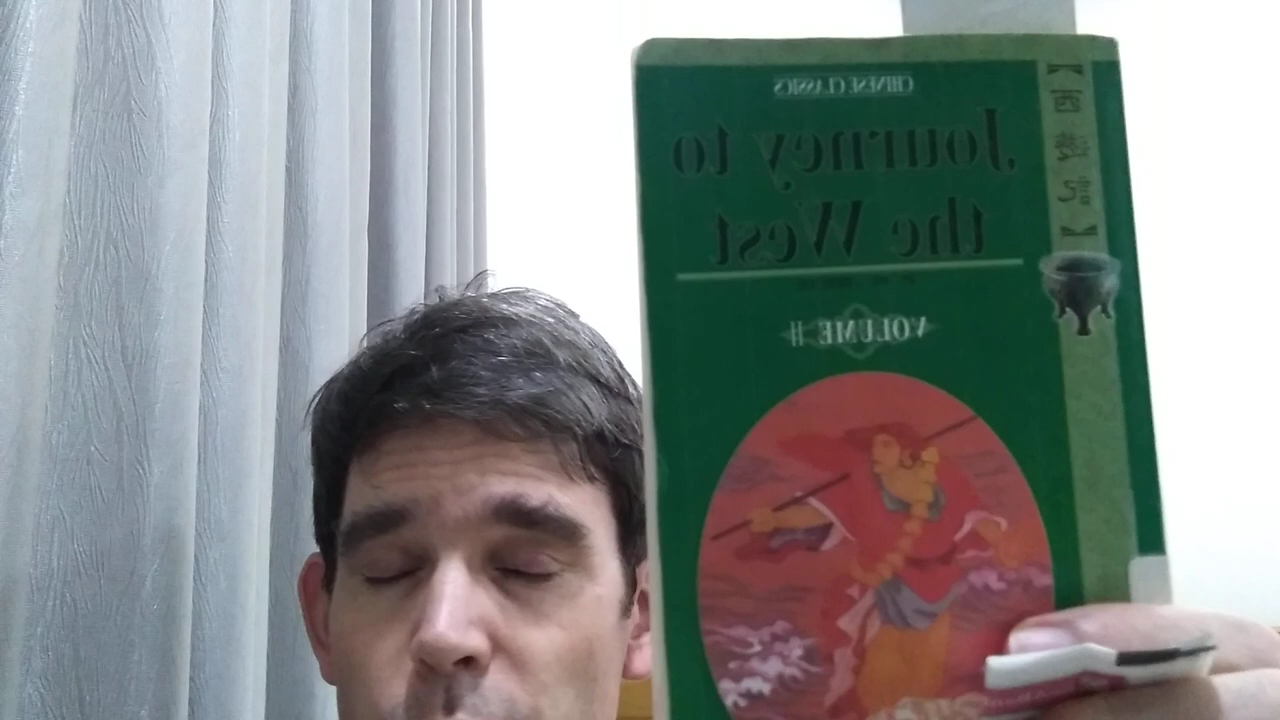 CHINESE CLASSICS
Journey to
the West
VOLUME II
【西遊記】